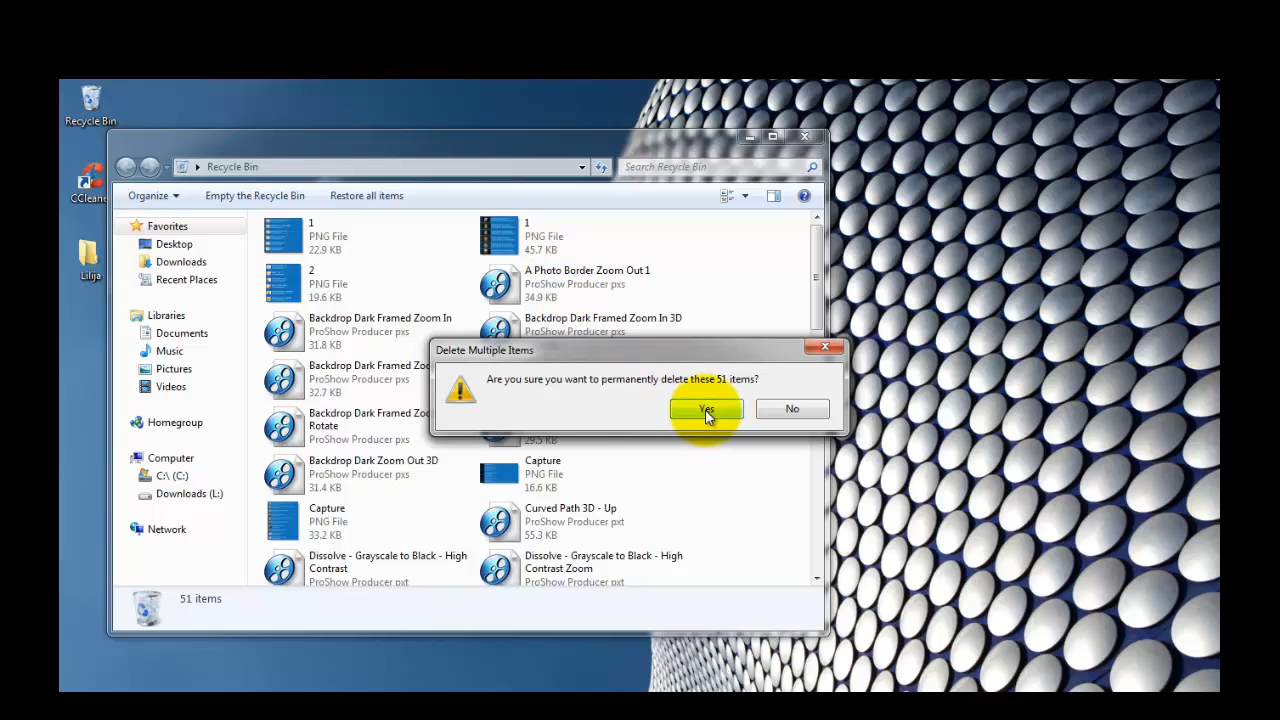 Recycle Bin
CCleane
Lilija
Recycle Bin
Search Recycle Bin
Organize
Empty the Recycle Bin
Restore all items
Favorites
Desktop
Downloads
Recent Places
Libraries
Documents
Music
Pictures
Videos
Homegroup
Computer
C:\ (C:)
Downloads (L:)
Network
1
PNG File
22.9 KB
1
PNG File
45.7 KB
2
PNG File
19.6 KB
A Photo Border Zoom Out 1
ProShow Producer pxs
34.9 KB
Backdrop Dark Framed Zoom In
ProShow Producer pxs
31.8 KB
Backdrop Dark Framed Zoom In 3D
ProShow Producer pxs
Backdrop Dark Framed Zoo
ProShow Producer pxs
32.7 KB
Backdrop Dark Framed Zoo
Rotate
ProShow Producer pxs
29.5 KB
Backdrop Dark Zoom Out 3D
ProShow Producer pxs
31.4 KB
Capture
PNG File
16.6 KB
Capture
PNG File
33.2 KB
Curved Path 3D - Up
ProShow Producer pxt
55.3 KB
Dissolve - Grayscale to Black - High
Contrast
ProShow Producer pxt
Dissolve - Grayscale to Black - High
Contrast Zoom
ProShow Producer pxt
51 items
Delete Multiple Items
Are you sure you want to permanently delete these 51 items?
Yes
No